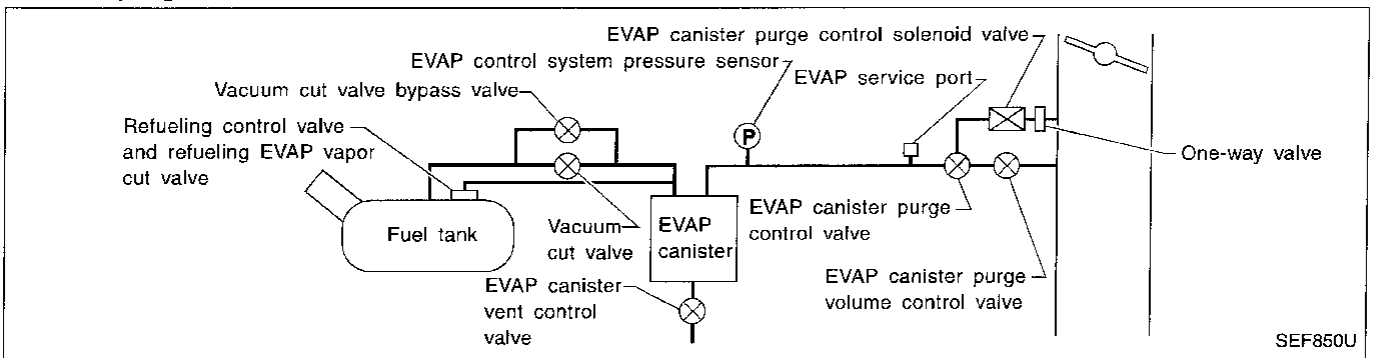 EVAP canister purge control solenoid valve
EVAP control system pressure sensor
EVAP service port
Vacuum cut valve bypass valve
Refueling control valve
and refueling EVAP vapor
cut valve
P
One-way valve
Fuel tank
Vacuum
cut valve
EVAP
canister
EVAP canister purge
control valve
EVAP canister
vent control
valve
EVAP canister purge
volume control valve
SEF850U